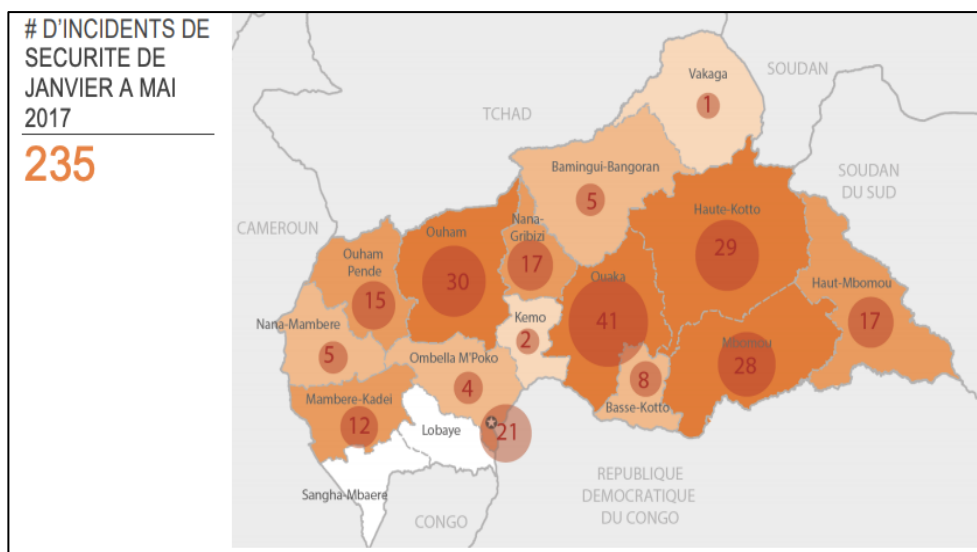 # D'INCIDENTS DE
SECURITE DE
JANVIER A MAI
2017
235
Vakaga
SOUDAN
1
TCHAD
Bamingui-Bangoran
SOUDAN
DU SUD
5
Haute-Kotto
CAMEROUN
Ouham
Nana-
Gribizi
29
Ouham
Pende
17
30
Ouaka
Haut-Mbomou
15
41
17
Nana-Mambere
Kemo
5
2
Mbomou
28
Ombella M'Poko
4
8
Mambere-Kadei
Basse-Kotto
12
Lobaye
21
Sangha-Mbaere
REPUBLIQUE
DEMOCRATIQUE
DU CONGO
CONGO